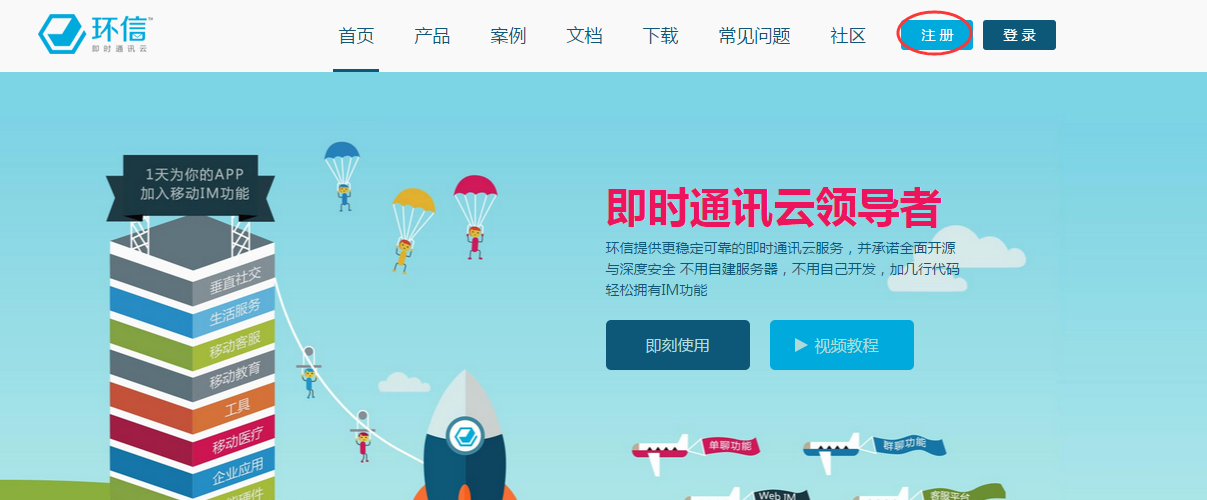 环信™
即时通讯云
首页
产品
案例
文档
下载
常见问题
社区
注册
登录
1天为你的APP
加入移动IM功能
垂直社交
生活服务
移动客服
移动教育
工具
移动医疗
企业应用
即时通讯云领导者
环信提供更稳定可靠的即时通讯云服务，并承诺全面开源
与深度安全 不用自建服务器，不用自己开发，加几行代码
轻松拥有IM功能
即刻使用
视频教程
单聊功能
群聊功能
Web IM
客服平台